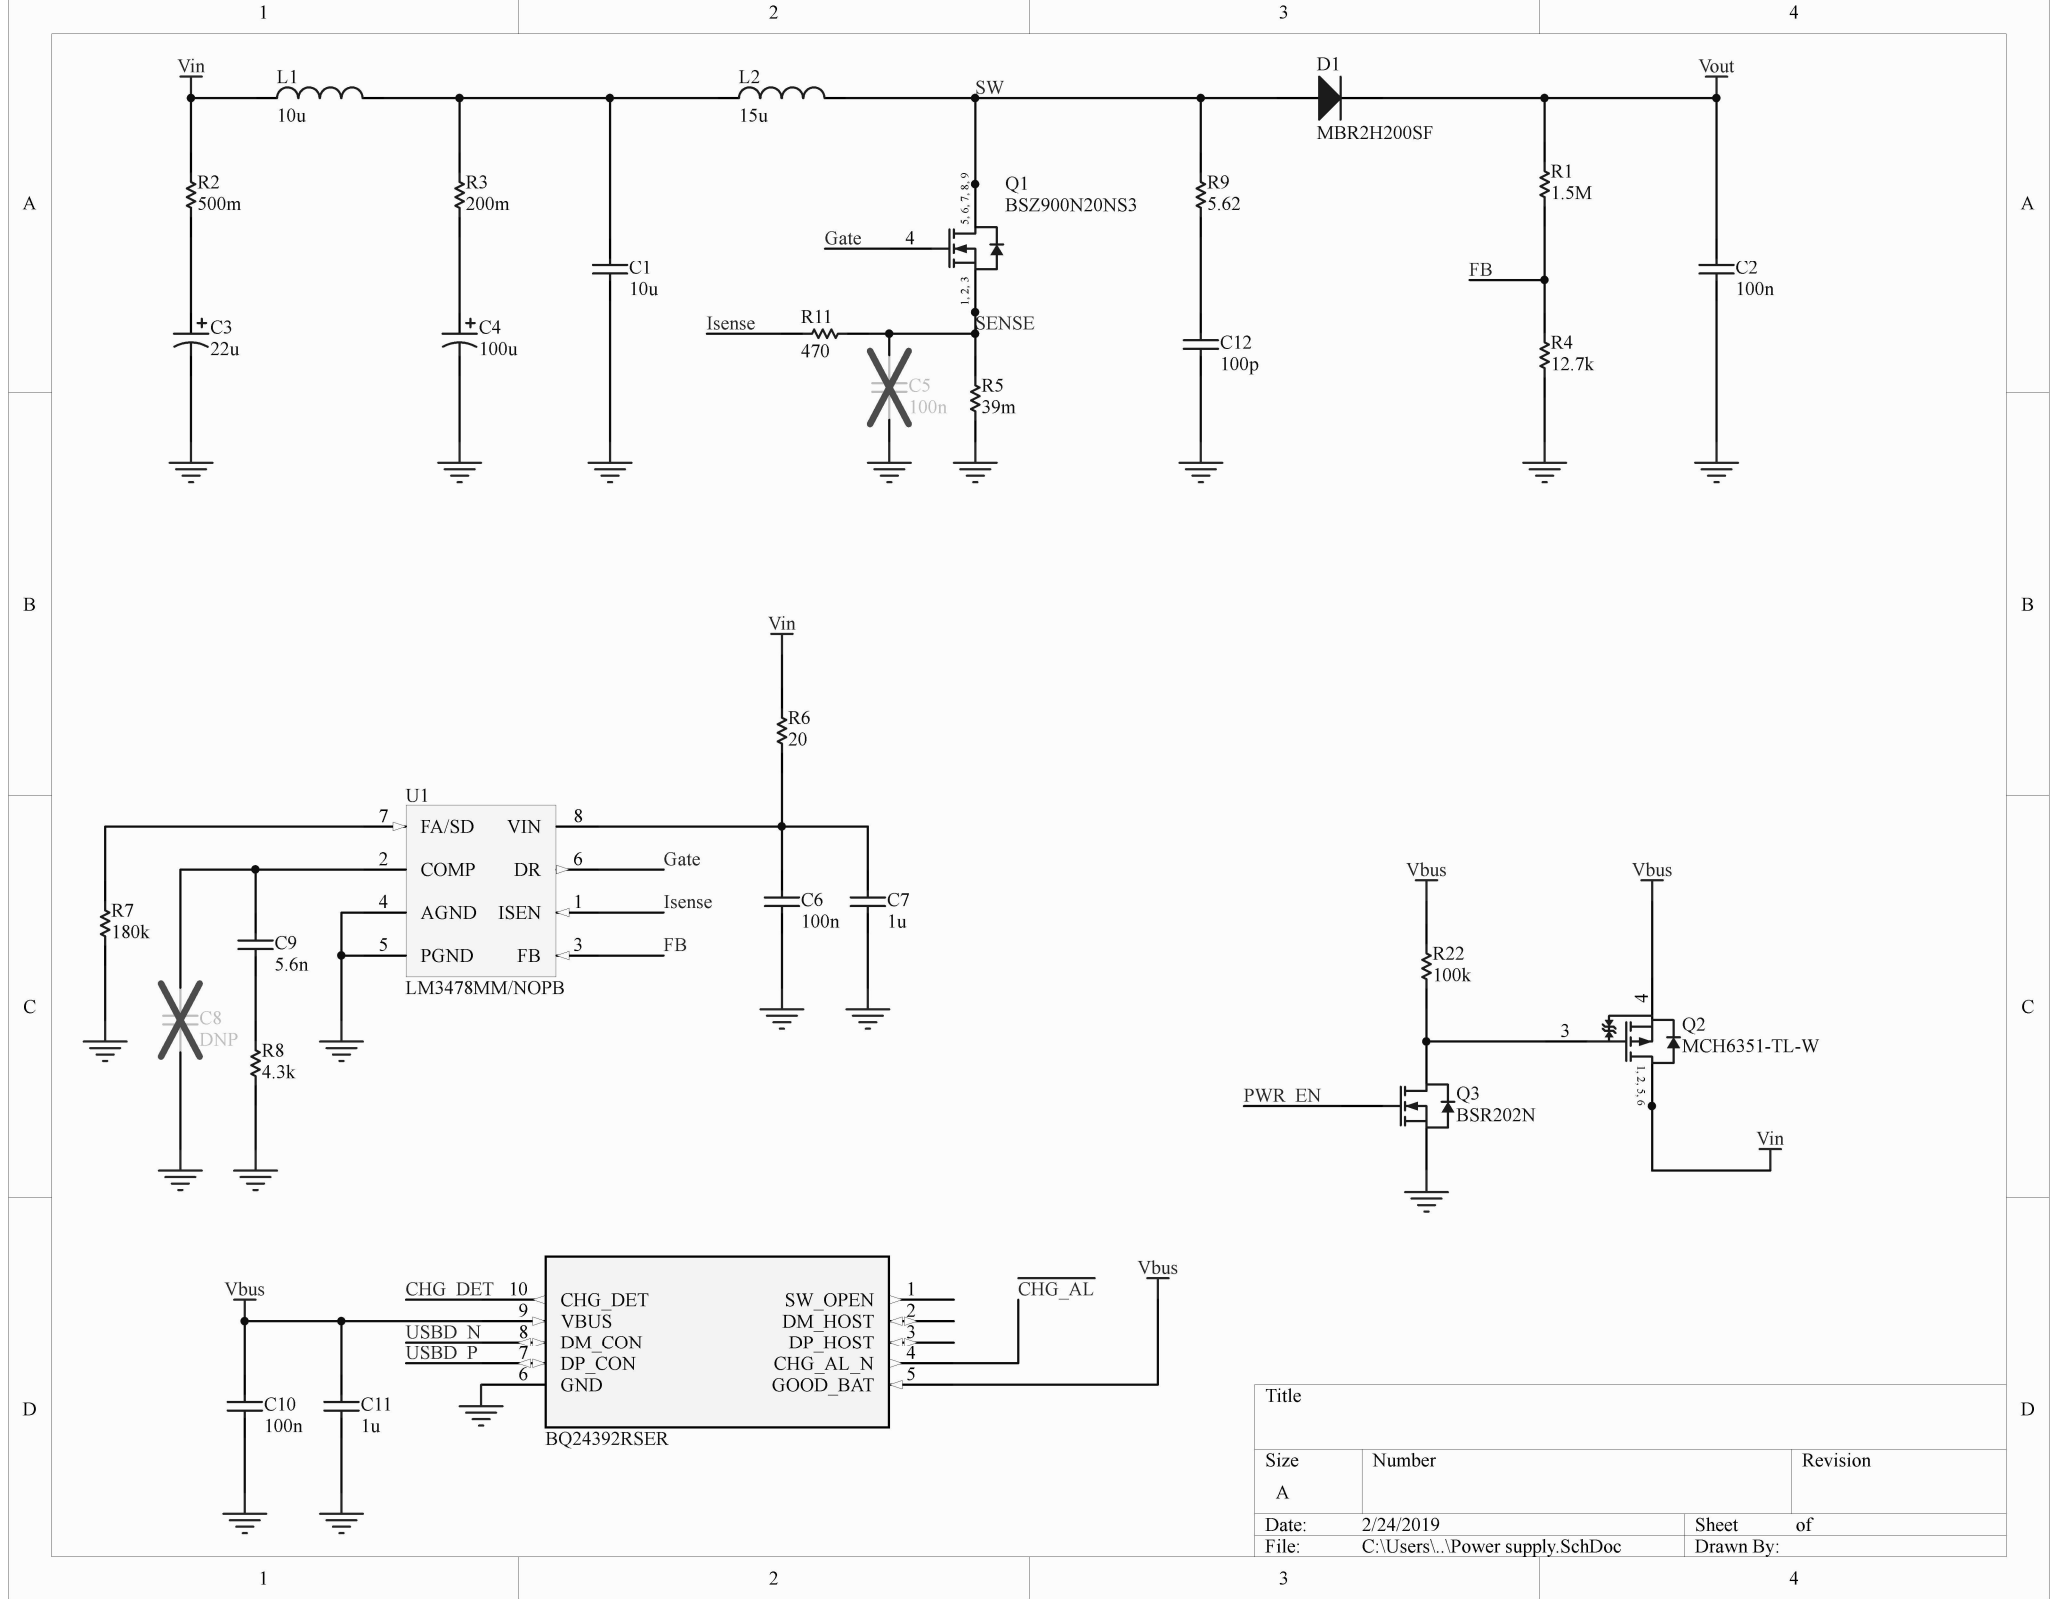 1 2 3 4
A A
Vin
L1
10u
L2
15u
SW
D1
MBR2H200SF
Vout
R2
500m
R3
200m
C1
10u
5, 6, 7, 8, 9
Q1
BSZ900N20NS3
Gate 4
1, 2, 3
R9
5.62
R1
1.5M
FB
C2
100n
+ C3
22u
+ C4
100u
Isense
R11
470
SENSE
C5
100n
R5
39m
C12
100p
R4
12.7k
B B
Vin
R6
20
U1
7 FA/SD VIN 8
2 COMP DR 6 Gate
4 AGND ISEN 1 Isense
5 PGND FB 3 FB
LM3478MM/NOPB
R7
180k
C9
5.6n
C8
DNP
R8
4.3k
C6
100n
C7
1u
C C
Vbus
R22
100k
Vbus
4
3
Q2
MCH6351-TL-W
1, 2, 5, 6
PWR_EN
Q3
BSR202N
Vin
D D
Vbus
CHG_DET 10 CHG_DET SW_OPEN 1
9 VBUS DM_HOST 2
USBD_N 8 DM_CON DP_HOST 3
USBD_P 7 DP_CON CHG_AL_N 4
6 GND GOOD_BAT 5
CHG_AL
Vbus
BQ24392RSER
C10
100n
C11
1u
Title
Size Number Revision
A
Date: 2/24/2019 Sheet of
File: C:\Users\..\Power supply.SchDoc Drawn By:
1 2 3 4